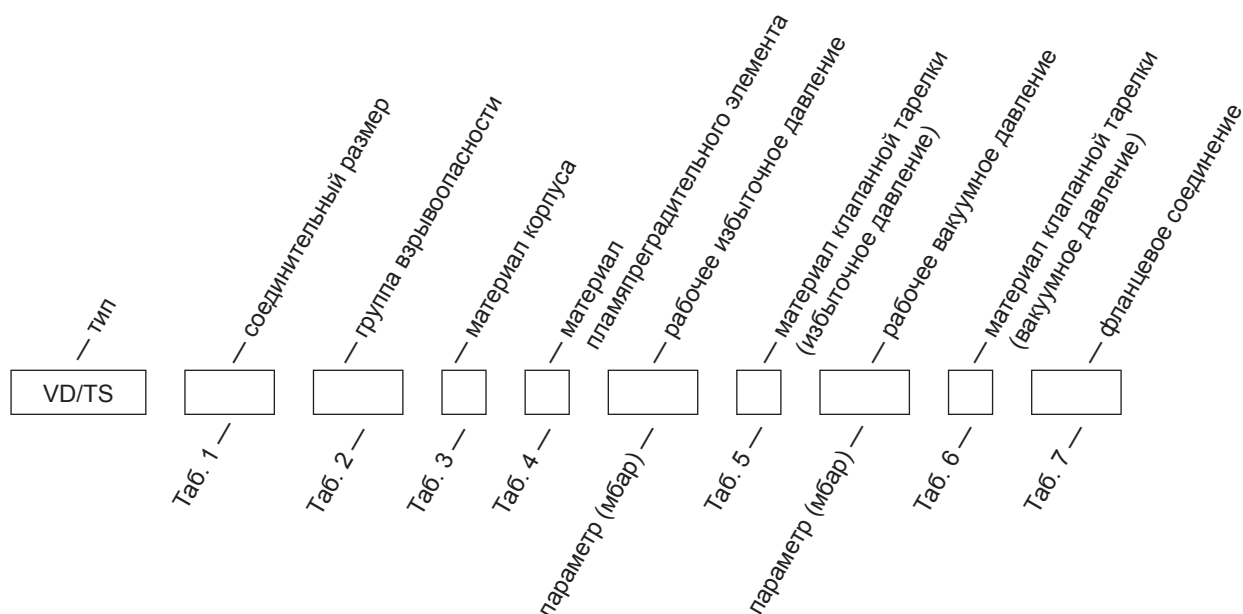 — тип
— соединительный размер
— группа взрывоопасности
— материал корпуса
— материал
пламяпреградительного элемента
— рабочее избыточное давление
— материал клапанной тарелки
(избыточное давление)
— рабочее вакуумное давление
— материал клапанной тарелки
(вакуумное давление)
— фланцевое соединение
VD/TS
Таб. 1 —
Таб. 2 —
Таб. 3 —
Таб. 4 —
параметр (мбар) —
Таб. 5 —
параметр (мбар) —
Таб. 6 —
Таб. 7 —